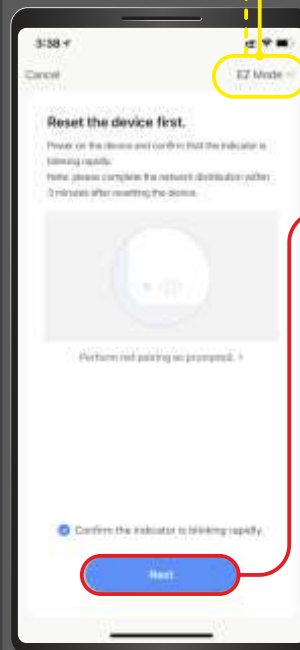 3:38
Cancel EZ Mode
Reset the device first.
Power on the device and confirm that the indicator is
blinking rapidly.
Note: please complete the network distribution within
3 minutes after resetting the device.
Perform net pairing as prompted. >
Confirm the indicator is blinking rapidly.
Next